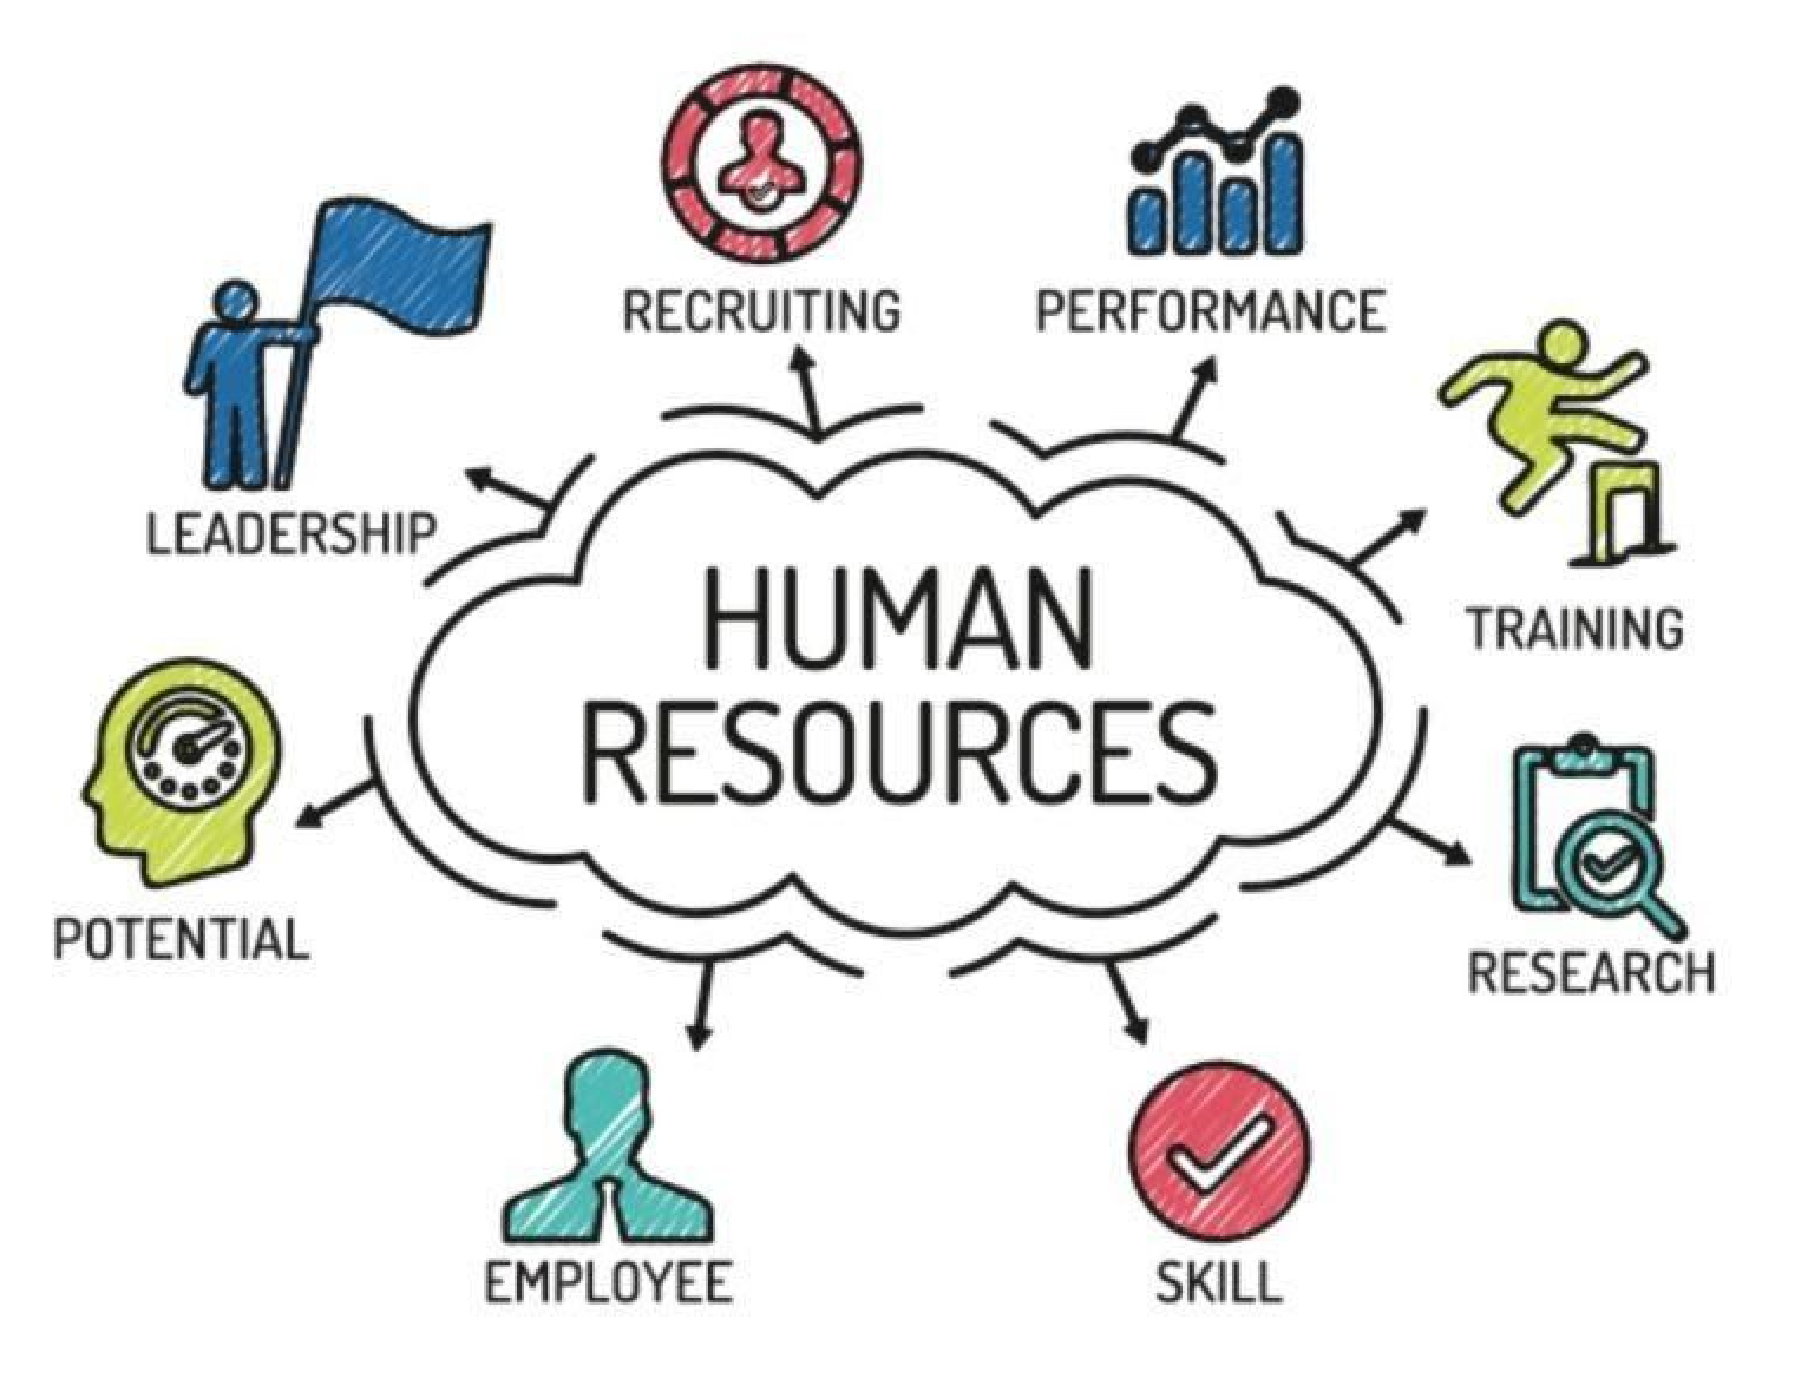 RECRUITING
PERFORMANCE
LEADERSHIP
TRAINING
HUMAN
RESOURCES
POTENTIAL
RESEARCH
EMPLOYEE
SKILL